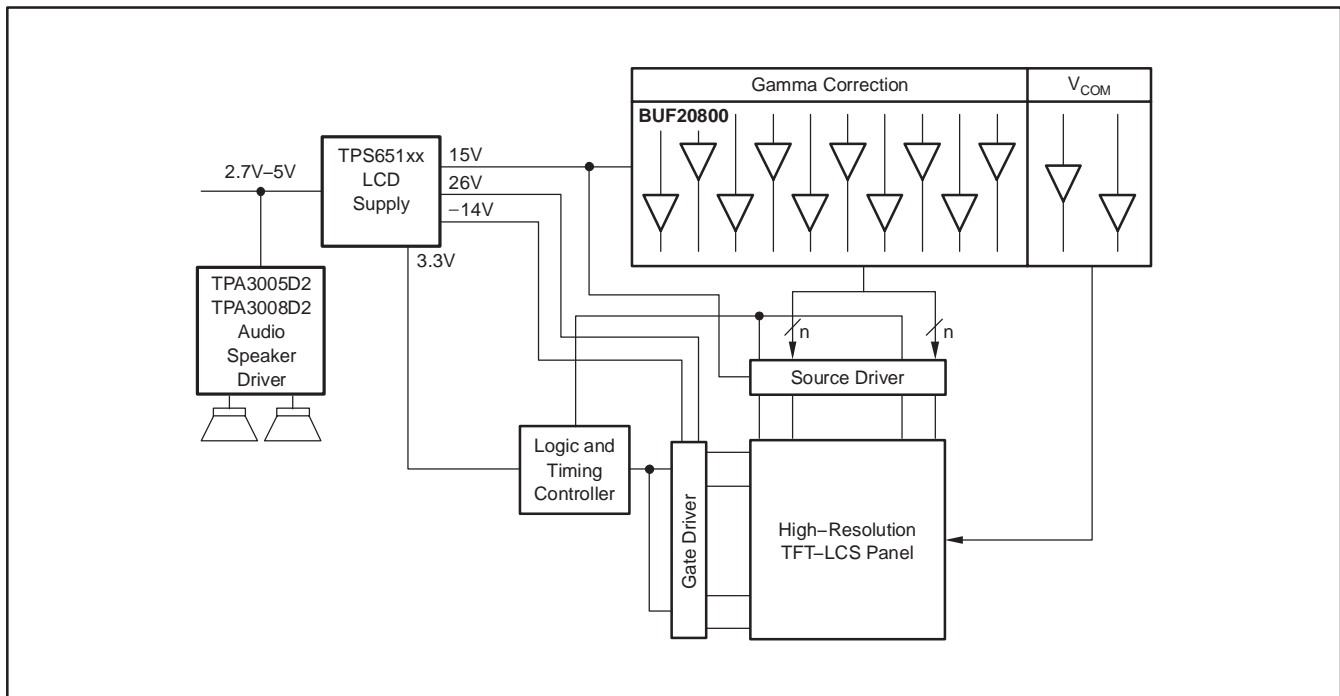 Gamma Correction
V_COM
BUF20800
TPS651xx
LCD
Supply
15V
26V
−14V
3.3V
2.7V−5V
TPA3005D2
TPA3008D2
Audio
Speaker
Driver
n
n
Source Driver
Logic and
Timing
Controller
Gate Driver
High−Resolution
TFT−LCS Panel